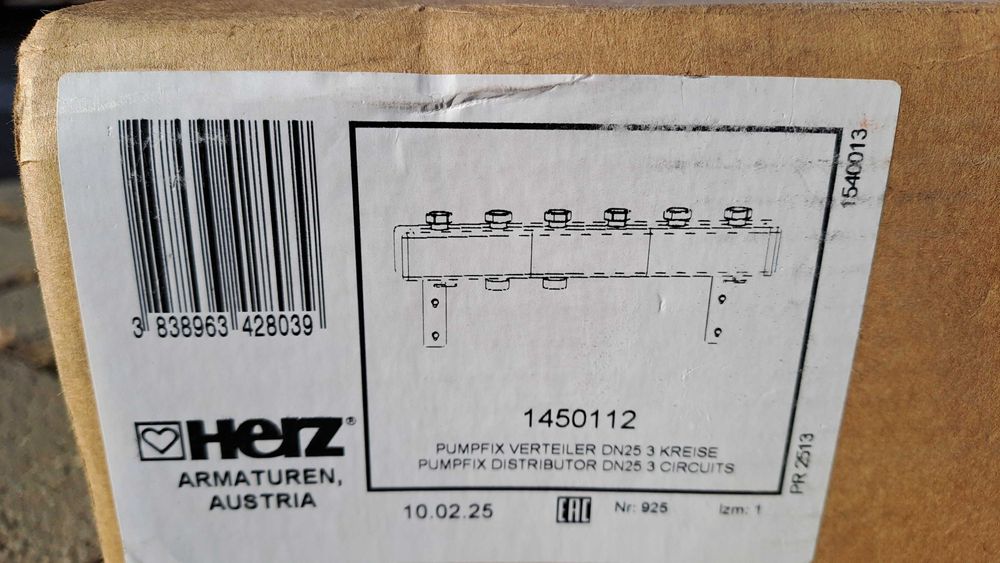 3 838963 428039
HERZ®
ARMATUREN,
AUSTRIA
1450112
PUMPFIX VERTEILER DN25 3 KREISE
PUMPFIX DISTRIBUTOR DN25 3 CIRCUITS
10.02.25
EAC
Nr: 925
Izm: 1
1540013
PR 2513